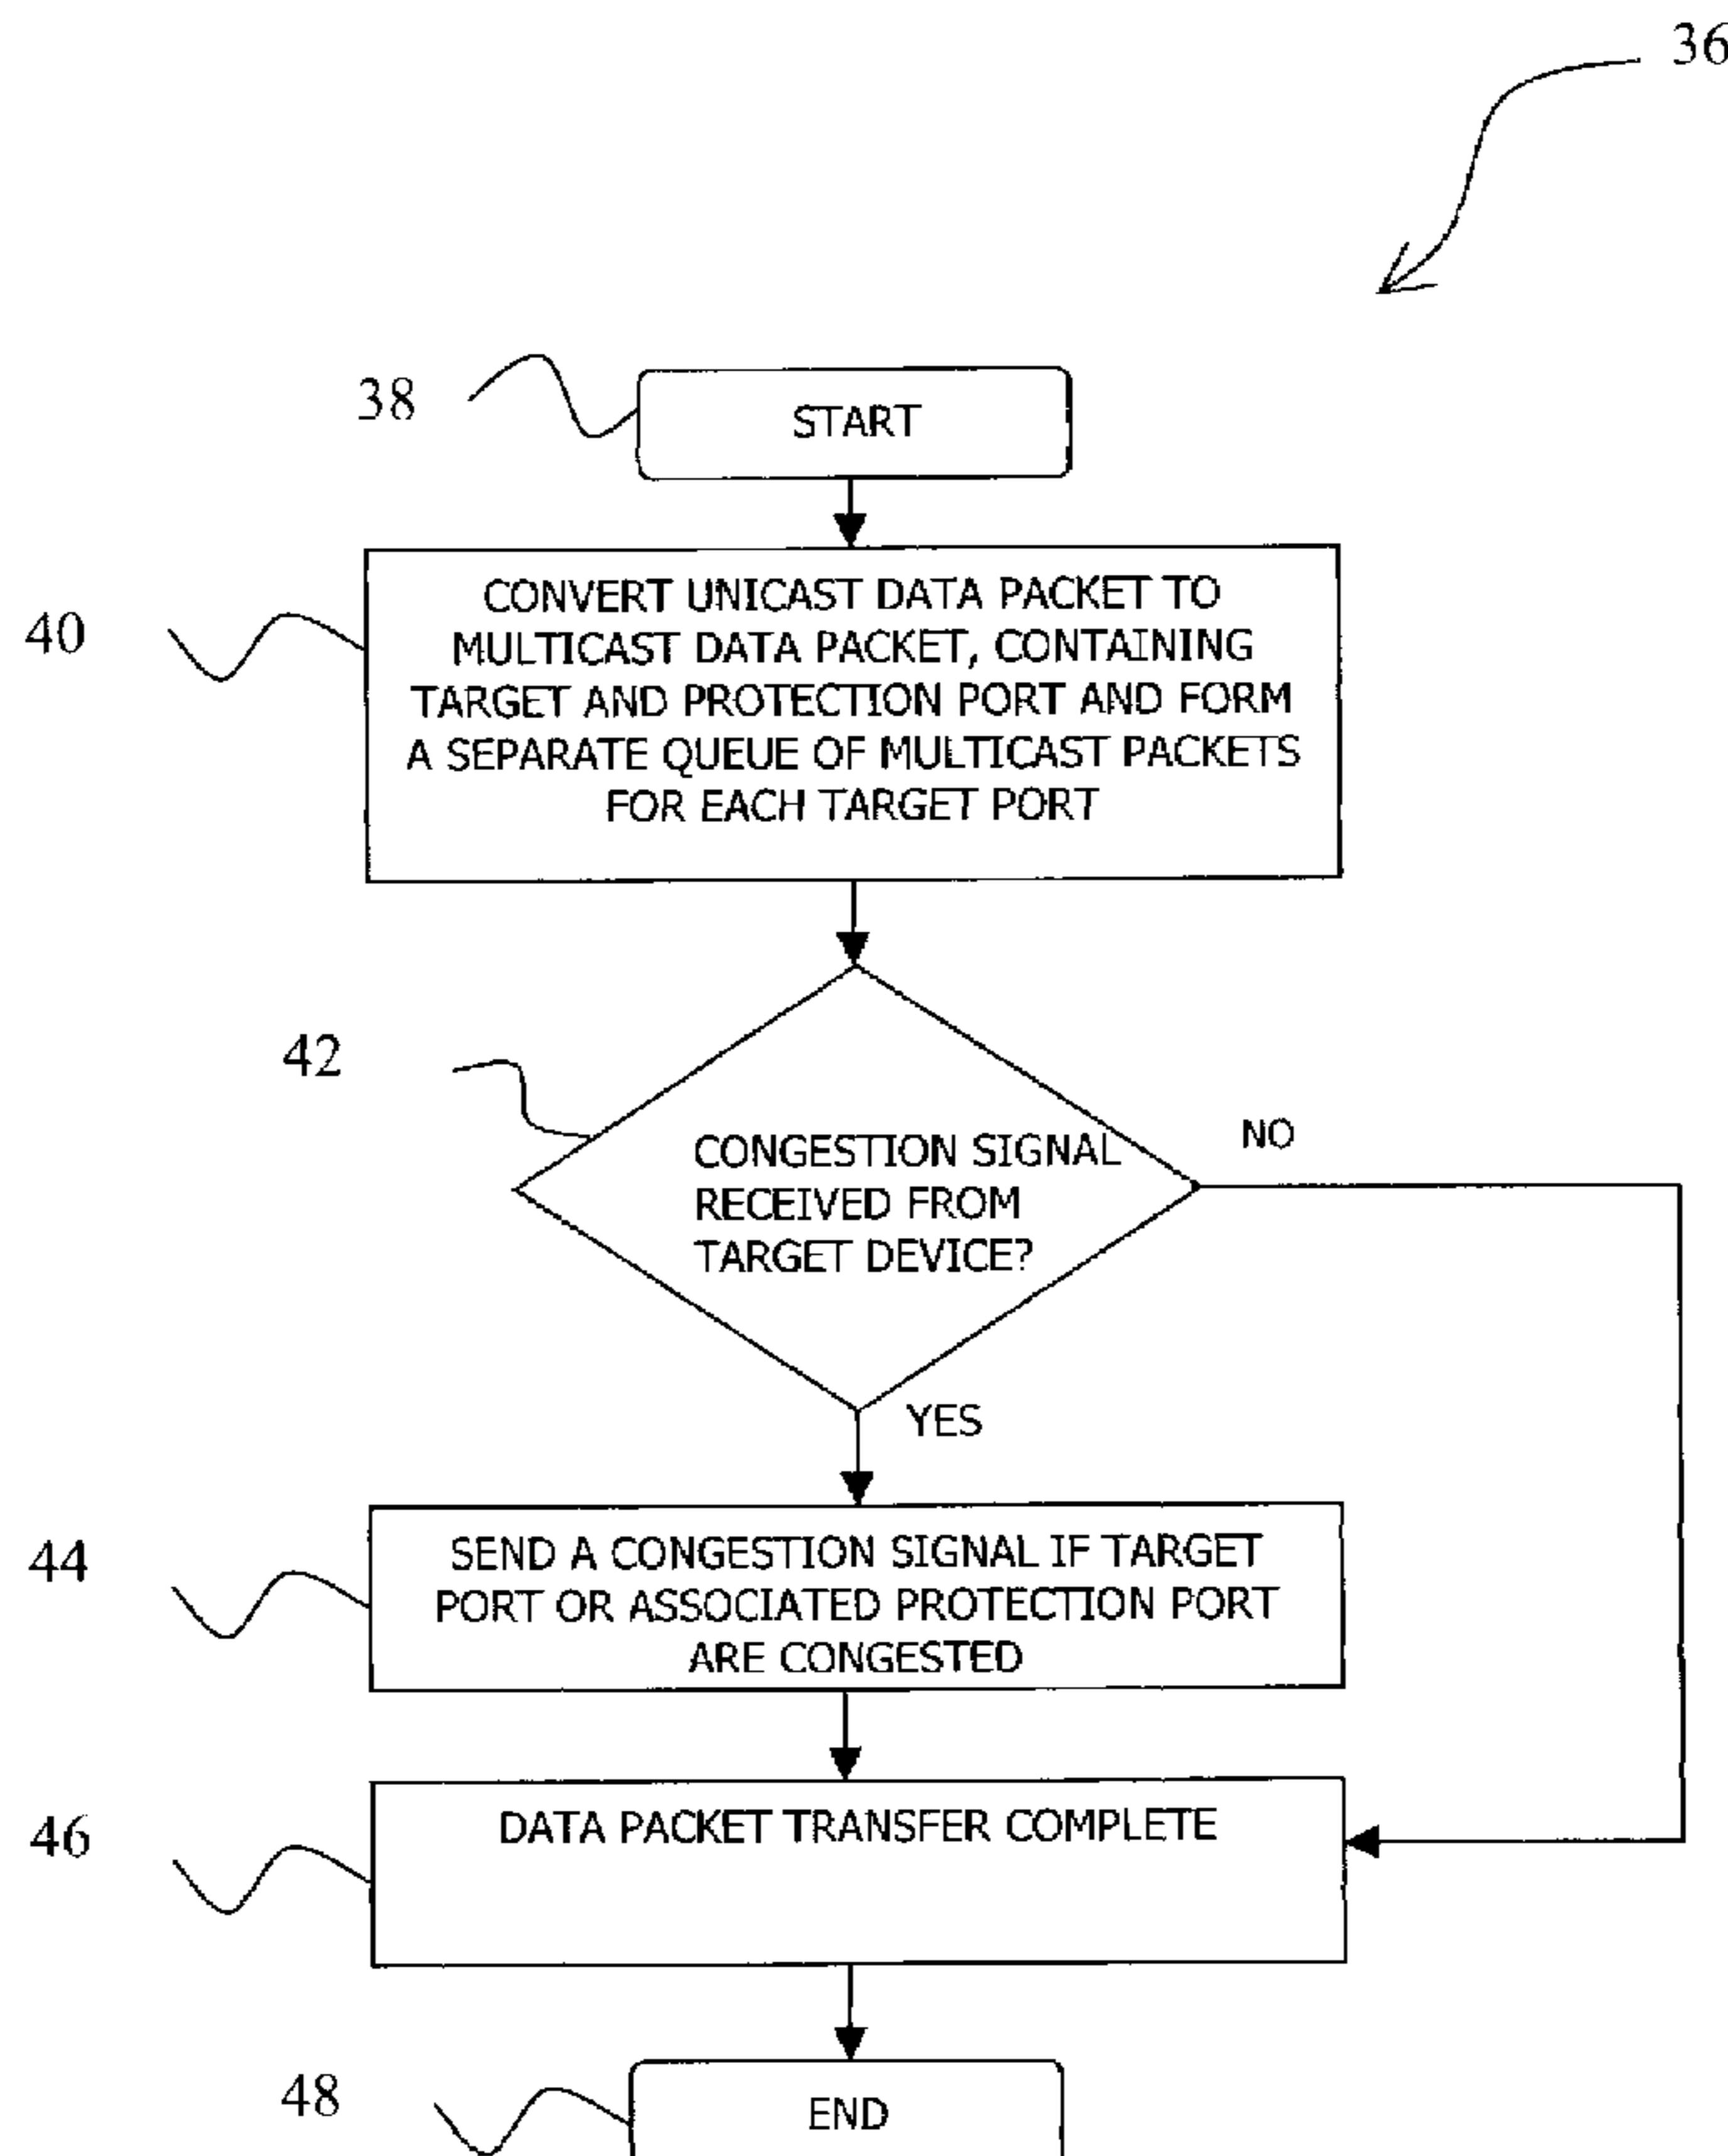 36
38
START
40
CONVERT UNICAST DATA PACKET TO
MULTICAST DATA PACKET, CONTAINING
TARGET AND PROTECTION PORT AND FORM
A SEPARATE QUEUE OF MULTICAST PACKETS
FOR EACH TARGET PORT
42
CONGESTION SIGNAL
RECEIVED FROM
TARGET DEVICE?
NO
YES
44
SEND A CONGESTION SIGNAL IF TARGET
PORT OR ASSOCIATED PROTECTION PORT
ARE CONGESTED
46
DATA PACKET TRANSFER COMPLETE
48
END